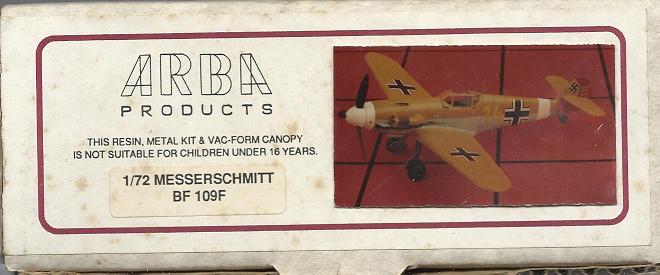 ARBA
PRODUCTS
THIS RESIN, METAL KIT & VAC-FORM CANOPY
IS NOT SUITABLE FOR CHILDREN UNDER 16 YEARS.
1/72 MESSERSCHMITT
BF 109F